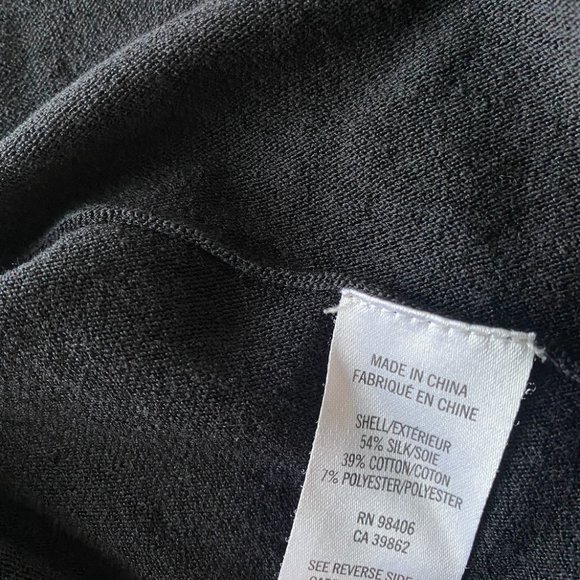 MADE IN CHINA
FABRIQUÉ EN CHINE
SHELL/EXTÉRIEUR
54% SILK/SOIE
39% COTTON/COTON
7% POLYESTER/POLYESTER
RN 98406
CA 39862
SEE REVERSE SIDE